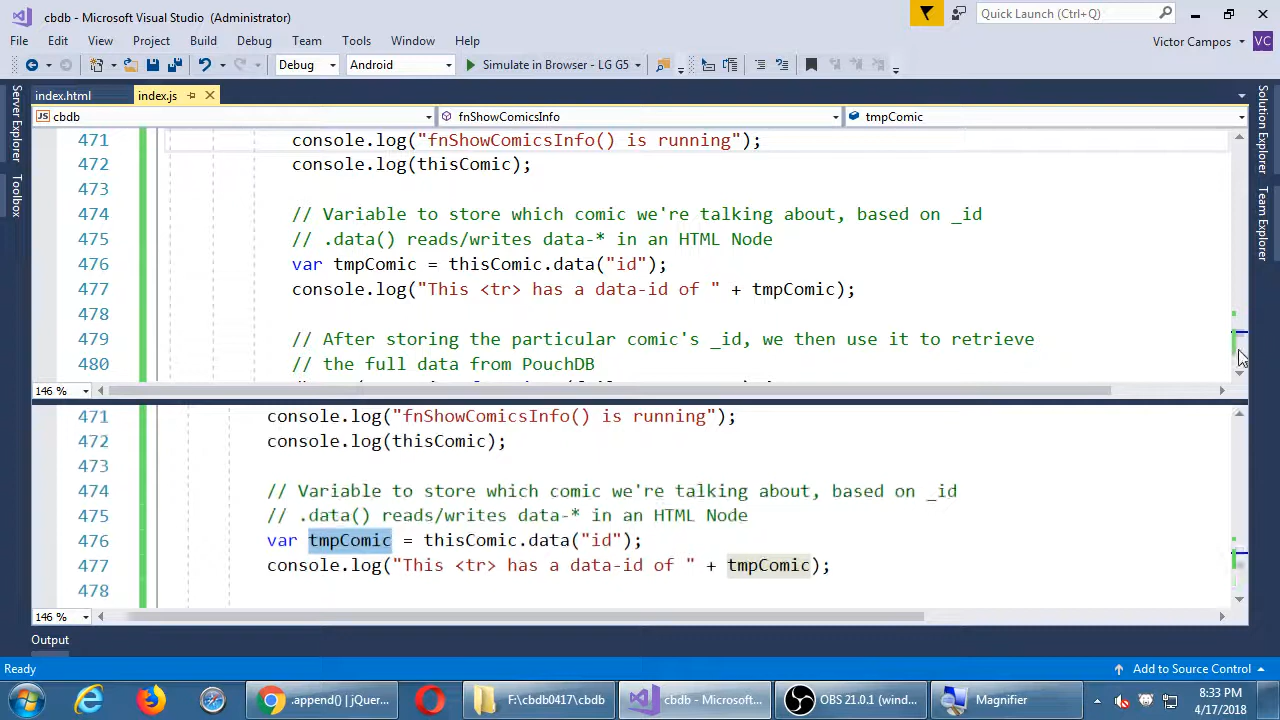 cbdb - Microsoft Visual Studio (Administrator)
Quick Launch (Ctrl+Q)
File Edit View Project Build Debug Team Tools Window Help
Victor Campos VC
Debug Android Simulate in Browser - LG G5
index.html index.js
JS cbdb fnShowComicsInfo tmpComic
Server Explorer
Toolbox
Solution Explorer
Team Explorer
471 console.log("fnShowComicsInfo() is running");
472 console.log(thisComic);
473
474 // Variable to store which comic we're talking about, based on _id
475 // .data() reads/writes data-* in an HTML Node
476 var tmpComic = thisComic.data("id");
477 console.log("This <tr> has a data-id of " + tmpComic);
478
479 // After storing the particular comic's _id, we then use it to retrieve
480 // the full data from PouchDB
146 %
471 console.log("fnShowComicsInfo() is running");
472 console.log(thisComic);
473
474 // Variable to store which comic we're talking about, based on _id
475 // .data() reads/writes data-* in an HTML Node
476 var tmpComic = thisComic.data("id");
477 console.log("This <tr> has a data-id of " + tmpComic);
478
146 %
Output
Ready Add to Source Control
.append() | jQuer... F:\cbdb0417\cbdb cbdb - Microsoft... OBS 21.0.1 (wind... Magnifier 8:33 PM
4/17/2018